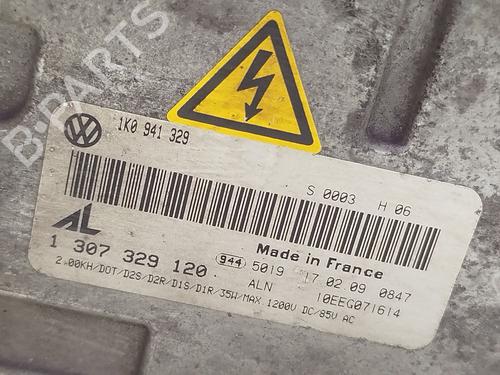 B-PARTS
1K0 941 329
S 0003 H 06
AL
Made in France
1 307 329 120 944 5019 17 02 09 0847
ALN 10EEG071614
2.00KH/DOT/D2S/D2R/D1S/D1R/35W/MAX 1200V DC/85V AC